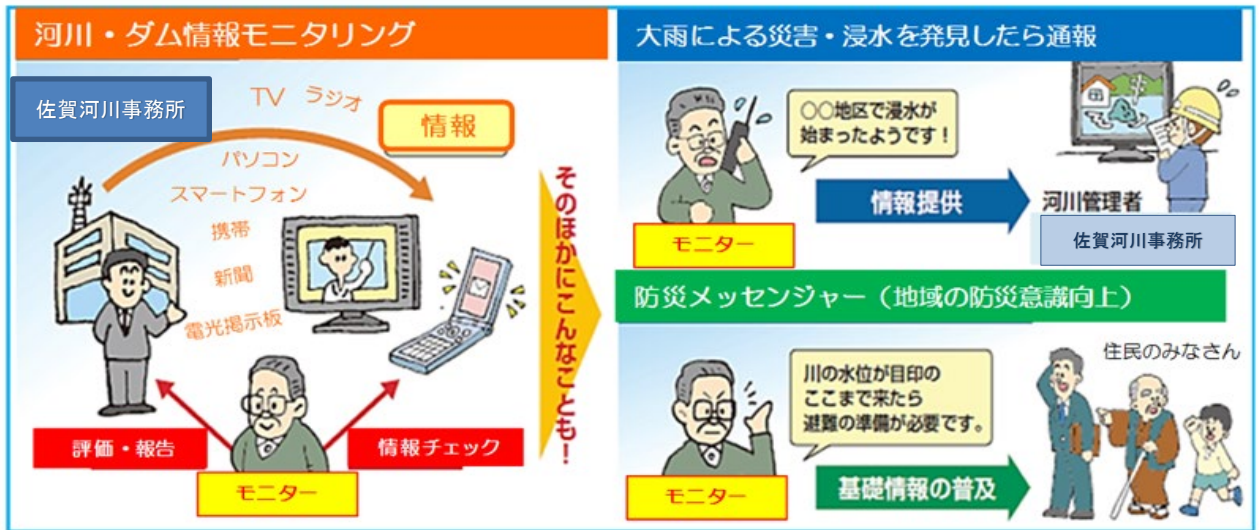 河川・ダム情報モニタリング
佐賀河川事務所
TV ラジオ
情報
パソコン
スマートフォン
携帯
新聞
電光掲示板
評価・報告
情報チェック
モニター
そのほかにこんなことも！
大雨による災害・浸水を発見したら通報
○○地区で浸水が
始まったようです！
情報提供
モニター
河川管理者
佐賀河川事務所
防災メッセンジャー（地域の防災意識向上）
川の水位が目印の
ここまで来たら
避難の準備が必要です。
住民のみなさん
モニター
基礎情報の普及